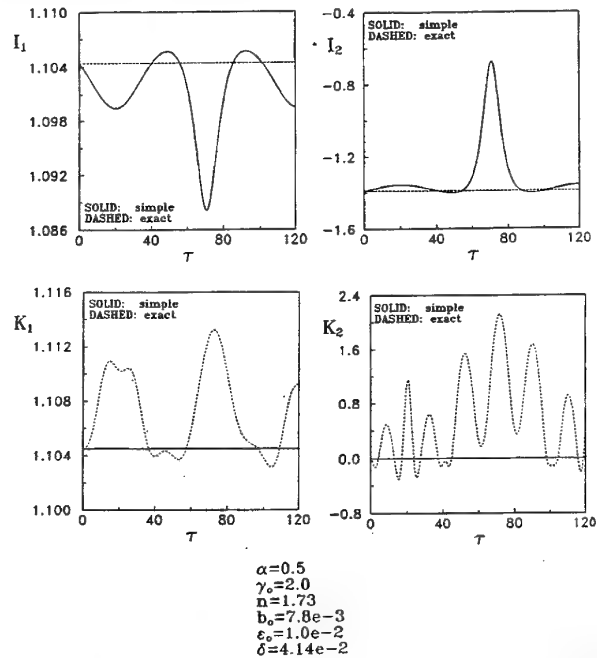 1.110
I₁
1.104
1.098
1.092
1.086
SOLID: simple
DASHED: exact
0
40
80
120
τ
-0.4
I₂
-0.8
-1.2
-1.6
SOLID: simple
DASHED: exact
0
40
80
120
τ
1.116
K₁
1.112
1.108
1.104
1.100
SOLID: simple
DASHED: exact
0
40
80
120
τ
2.4
K₂
1.6
0.8
0.0
-0.8
SOLID: simple
DASHED: exact
0
40
80
120
τ
α=0.5
γₒ=2.0
n=1.73
bₒ=7.8e-3
εₒ=1.0e-2
δ=4.14e-2